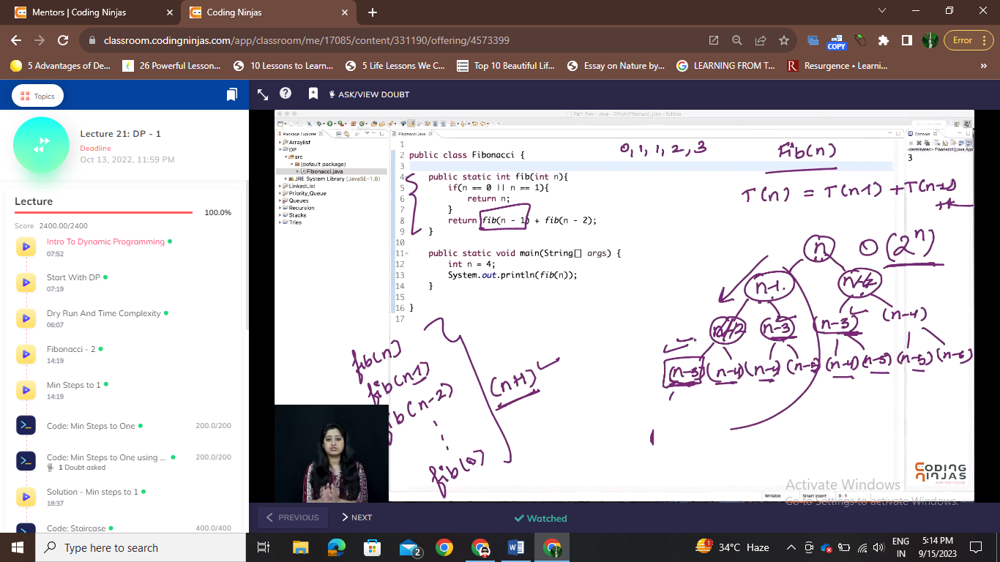 Mentors | Coding Ninjas
Coding Ninjas
classroom.codingninjas.com/app/classroom/me/17085/content/331190/offering/4573399
COPY
Error
5 Advantages of De...
26 Powerful Lesson...
10 Lessons to Learn...
5 Life Lessons We C...
Top 10 Beautiful Lif...
Essay on Nature by...
LEARNING FROM T...
Resurgence • Learni...
»
Topics
ASK/VIEW DOUBT
Lecture 21: DP - 1
Deadline
Oct 13, 2022, 11:59 PM
Lecture
100.0%
Score 2400.00/2400
Intro To Dynamic Programming
07:52
Start With DP
07:19
Dry Run And Time Complexity
06:07
Fibonacci - 2
14:19
Min Steps to 1
14:19
Code: Min Steps to One
200.0/200
Code: Min Steps to One using ...
200.0/200
1 Doubt asked
Solution - Min steps to 1
18:37
Code: Staircase
400.0/400
Part_Two - Java - DP/src/Fibonacci.java - Eclipse
Package Explorer
Arraylist
DP
src
(default package)
Fibonacci.java
JRE System Library [JavaSE-1.8]
LinkedList
Priority_Queue
Queues
Recursion
Stacks
Tries
Fibonacci.java
1
2 public class Fibonacci {
3
4 public static int fib(int n){
5 if(n == 0 || n == 1){
6 return n;
7 }
8 return fib(n - 1) + fib(n - 2);
9 }
10
11 public static void main(String[] args) {
12 int n = 4;
13 System.out.println(fib(n));
14 }
15
16 }
17
Console
<terminated> Fibonacci [Java App
3
0, 1, 1, 2, 3
Fib(n)
T(n) = T(n-1) + T(n-2)
n
O(2^n)
n-1
n-2
n-2
n-3
(n-3)
(n-4)
(n-3) (n-4) (n-4) (n-5) (n-4) (n-5) (n-5) (n-6)
fib(n)
fib(n-1)
fib(n-2)
fib(0)
(n+1)
CODING
NINJAS
Writable
Smart Insert
3 : 1
Activate Windows
Go to Settings to activate Windows.
PREVIOUS
NEXT
Watched
Type here to search
2
1
34°C Haze
ENG
IN
5:14 PM
9/15/2023